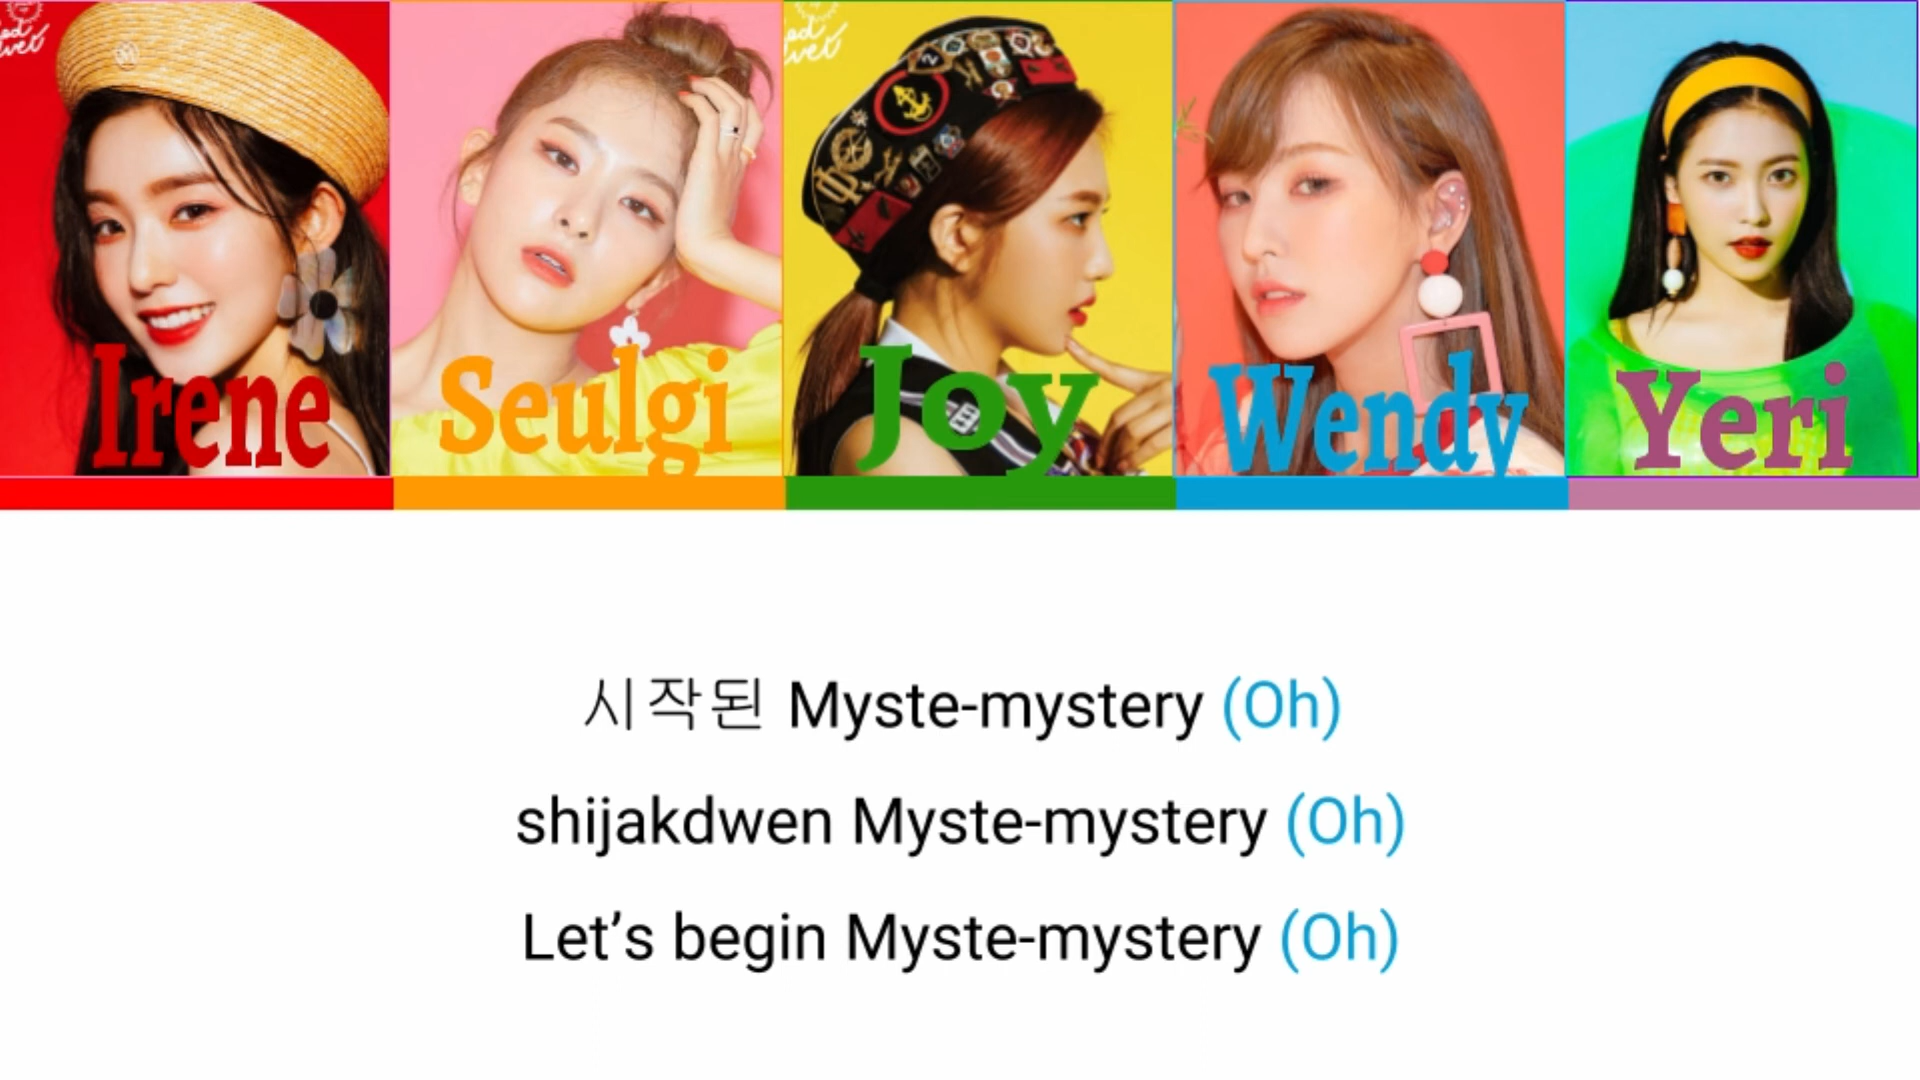 Irene Seulgi Joy Wendy Yeri
시작된 Myste-mystery (Oh)
shijakdwen Myste-mystery (Oh)
Let’s begin Myste-mystery (Oh)